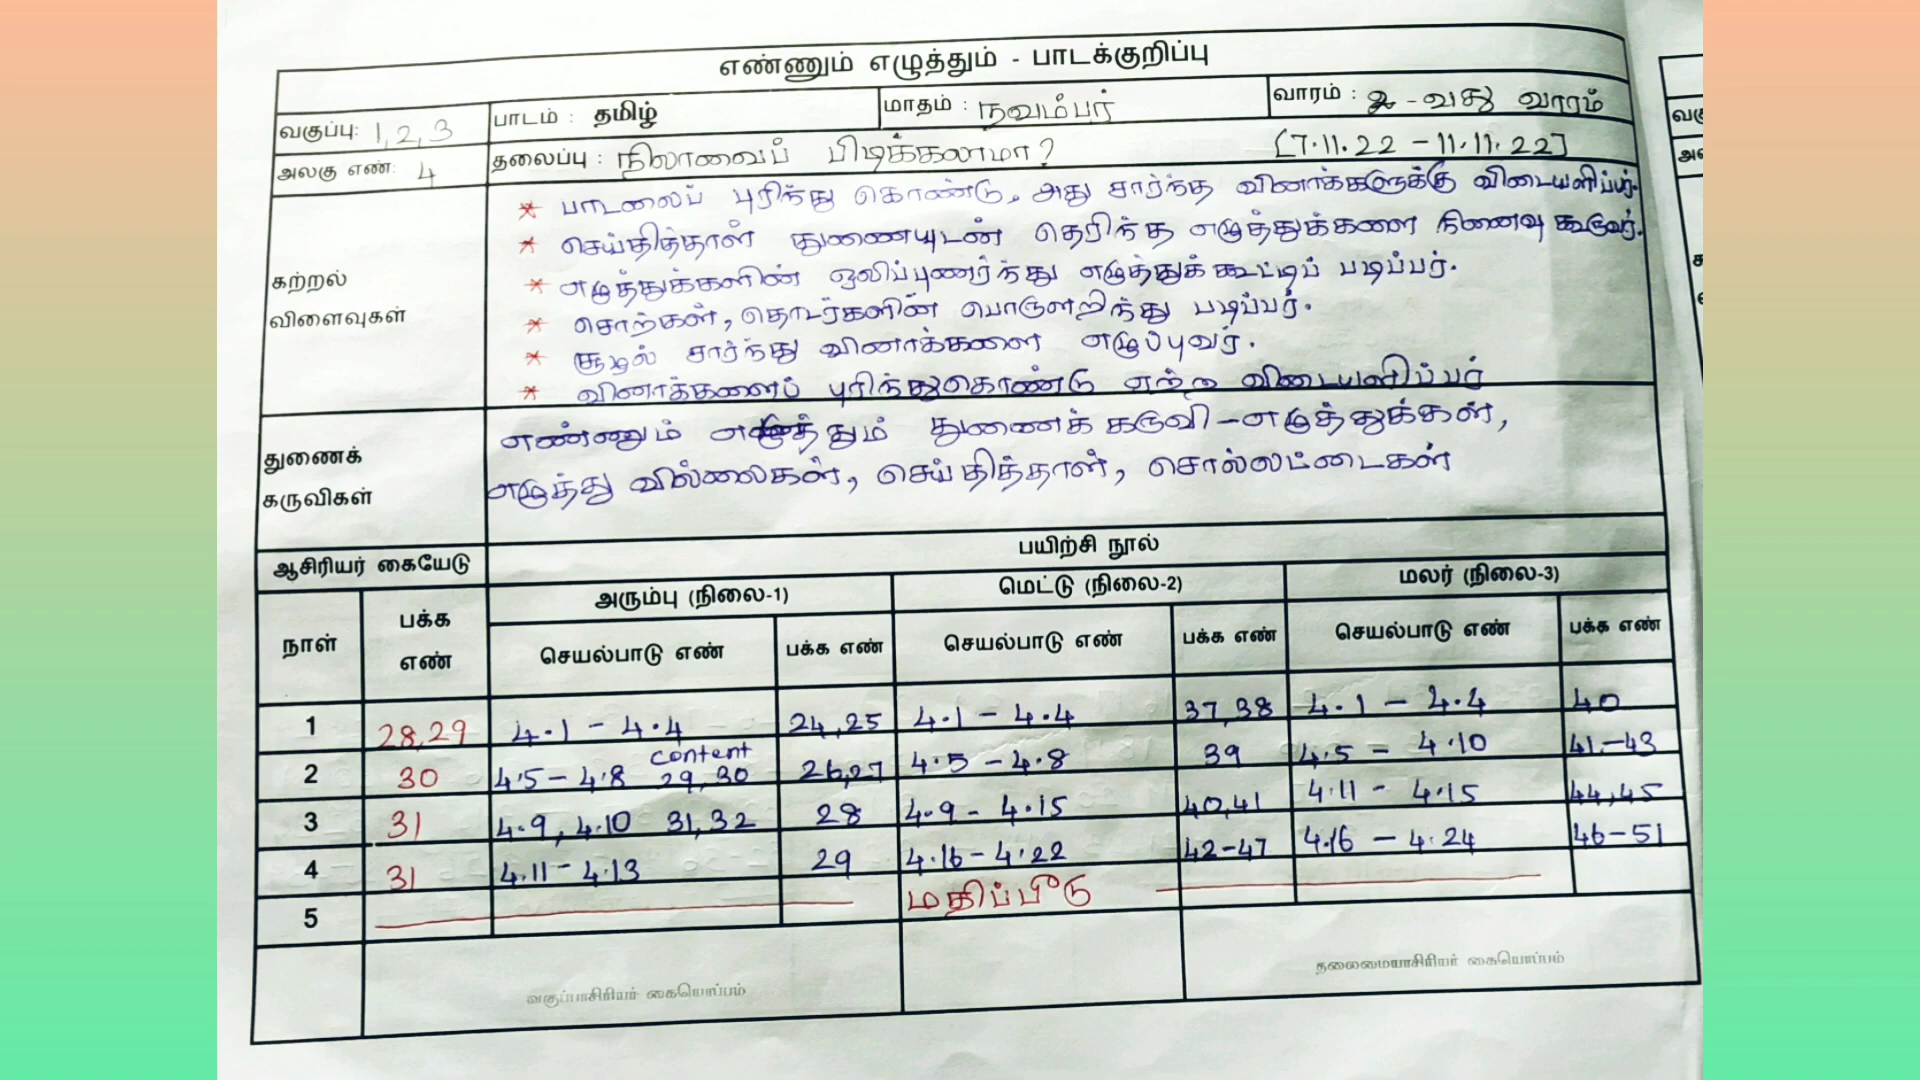 எண்ணும் எழுத்தும் - பாடக்குறிப்பு
வகுப்பு: 1,2,3 பாடம் : தமிழ் மாதம் : நவம்பர் வாரம் : 2 - வது வாரம்
அலகு எண்: 4 தலைப்பு : நிலாவைப் பிடிக்கலாமா? [7.11.22 - 11.11.22]
கற்றல் விளைவுகள்
* பாடலைப் புரிந்து கொண்டு, அது சார்ந்த வினாக்களுக்கு விடையளிப்பர்.
* செய்தித்தாள் துணையுடன் தெரிந்த எழுத்துக்களை நினைவு கூறுவர்.
* எழுத்துக்களின் ஒலிப்புணர்ந்து எழுத்துக் கூட்டிப் படிப்பர்.
* சொற்கள், தொடர்களின் பொருளறிந்து படிப்பர்.
* சூழல் சார்ந்து வினாக்களை எழுப்புவர்.
* வினாக்களைப் புரிந்துகொண்டு ஏற்ற விடையளிப்பர்
துணைக் கருவிகள்
எண்ணும் எழுத்தும் துணைக் கருவி - எழுத்துக்கள்,
எழுத்து வில்லைகள், செய்தித்தாள், சொல்லட்டைகள்
ஆசிரியர் கையேடு பயிற்சி நூல்
அரும்பு (நிலை-1) மெட்டு (நிலை-2) மலர் (நிலை-3)
நாள் பக்க எண் செயல்பாடு எண் பக்க எண் செயல்பாடு எண் பக்க எண் செயல்பாடு எண் பக்க எண்
1 28,29 4.1 - 4.4 24,25 4.1 - 4.4 37,38 4.1 - 4.4 40
2 30 4.5 - 4.8 content 29,30 26,27 4.5 - 4.8 39 4.5 - 4.10 41-43
3 31 4.9, 4.10 31,32 28 4.9 - 4.15 40,41 4.11 - 4.15 44,45
4 31 4.11 - 4.13 29 4.16 - 4.22 42-47 4.16 - 4.24 46-51
5 மதிப்பீடு
வகுப்பாசிரியர் கையொப்பம் தலைமையாசிரியர் கையொப்பம்